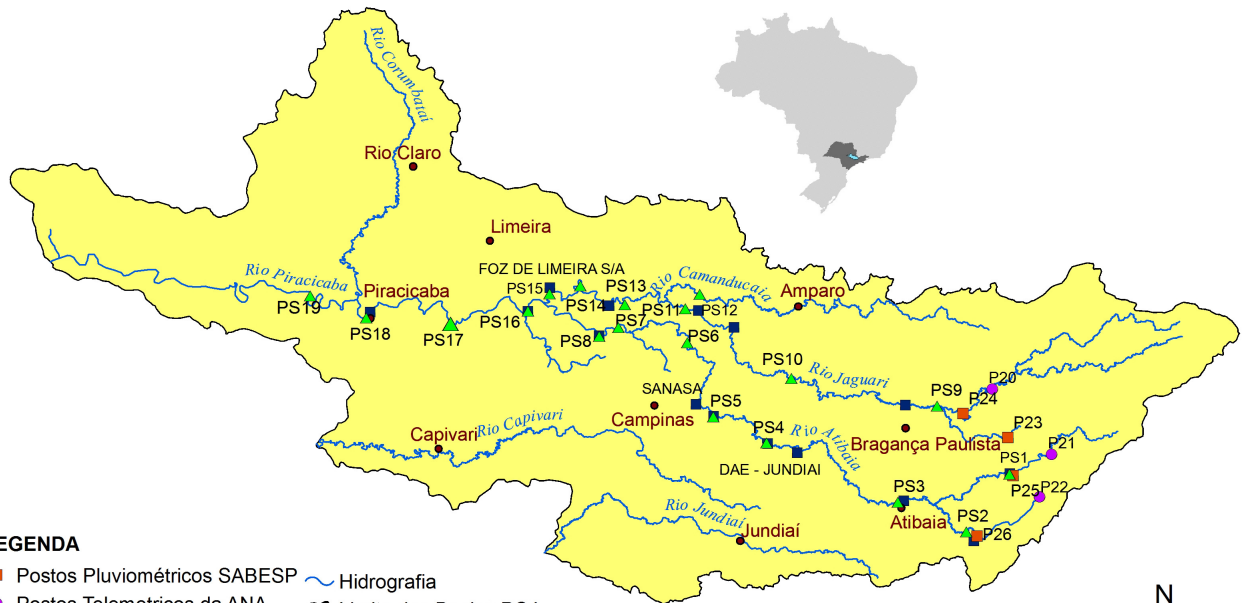 Rio Corumbataí
Rio Claro
Limeira
FOZ DE LIMEIRA S/A
Rio Camanducaia
Rio Piracicaba
Piracicaba
Amparo
PS15
PS14
PS13
PS11
PS12
PS19
PS18
PS17
PS16
PS8
PS7
PS6
PS10
Rio Jaguari
PS9
P20
P24
SANASA
PS5
Campinas
Rio Capivari
Capivari
PS4
Rio Atibaia
DAE - JUNDIAI
Bragança Paulista
P23
P21
PS1
P25
P22
PS3
Atibaia
PS2
P26
Rio Jundiaí
Jundiaí
EGENDA
Postos Pluviométricos SABESP
Hidrografia
N